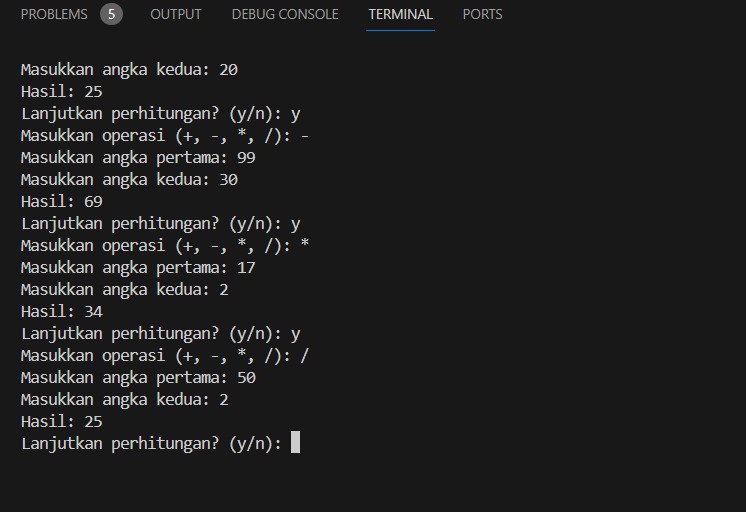 PROBLEMS 5 OUTPUT DEBUG CONSOLE TERMINAL PORTS
Masukkan angka kedua: 20
Hasil: 25
Lanjutkan perhitungan? (y/n): y
Masukkan operasi (+, -, *, /): -
Masukkan angka pertama: 99
Masukkan angka kedua: 30
Hasil: 69
Lanjutkan perhitungan? (y/n): y
Masukkan operasi (+, -, *, /): *
Masukkan angka pertama: 17
Masukkan angka kedua: 2
Hasil: 34
Lanjutkan perhitungan? (y/n): y
Masukkan operasi (+, -, *, /): /
Masukkan angka pertama: 50
Masukkan angka kedua: 2
Hasil: 25
Lanjutkan perhitungan? (y/n):